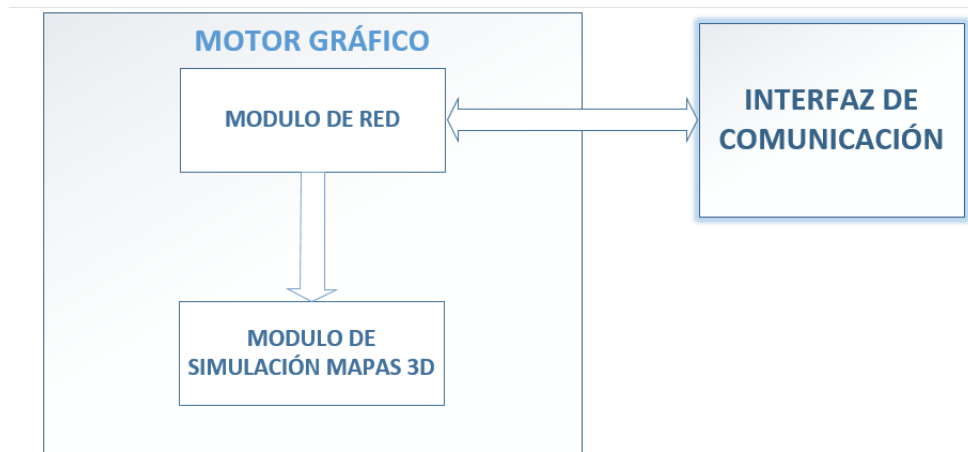 MOTOR GRÁFICO
MODULO DE RED
INTERFAZ DE
COMUNICACIÓN
MODULO DE
SIMULACIÓN MAPAS 3D